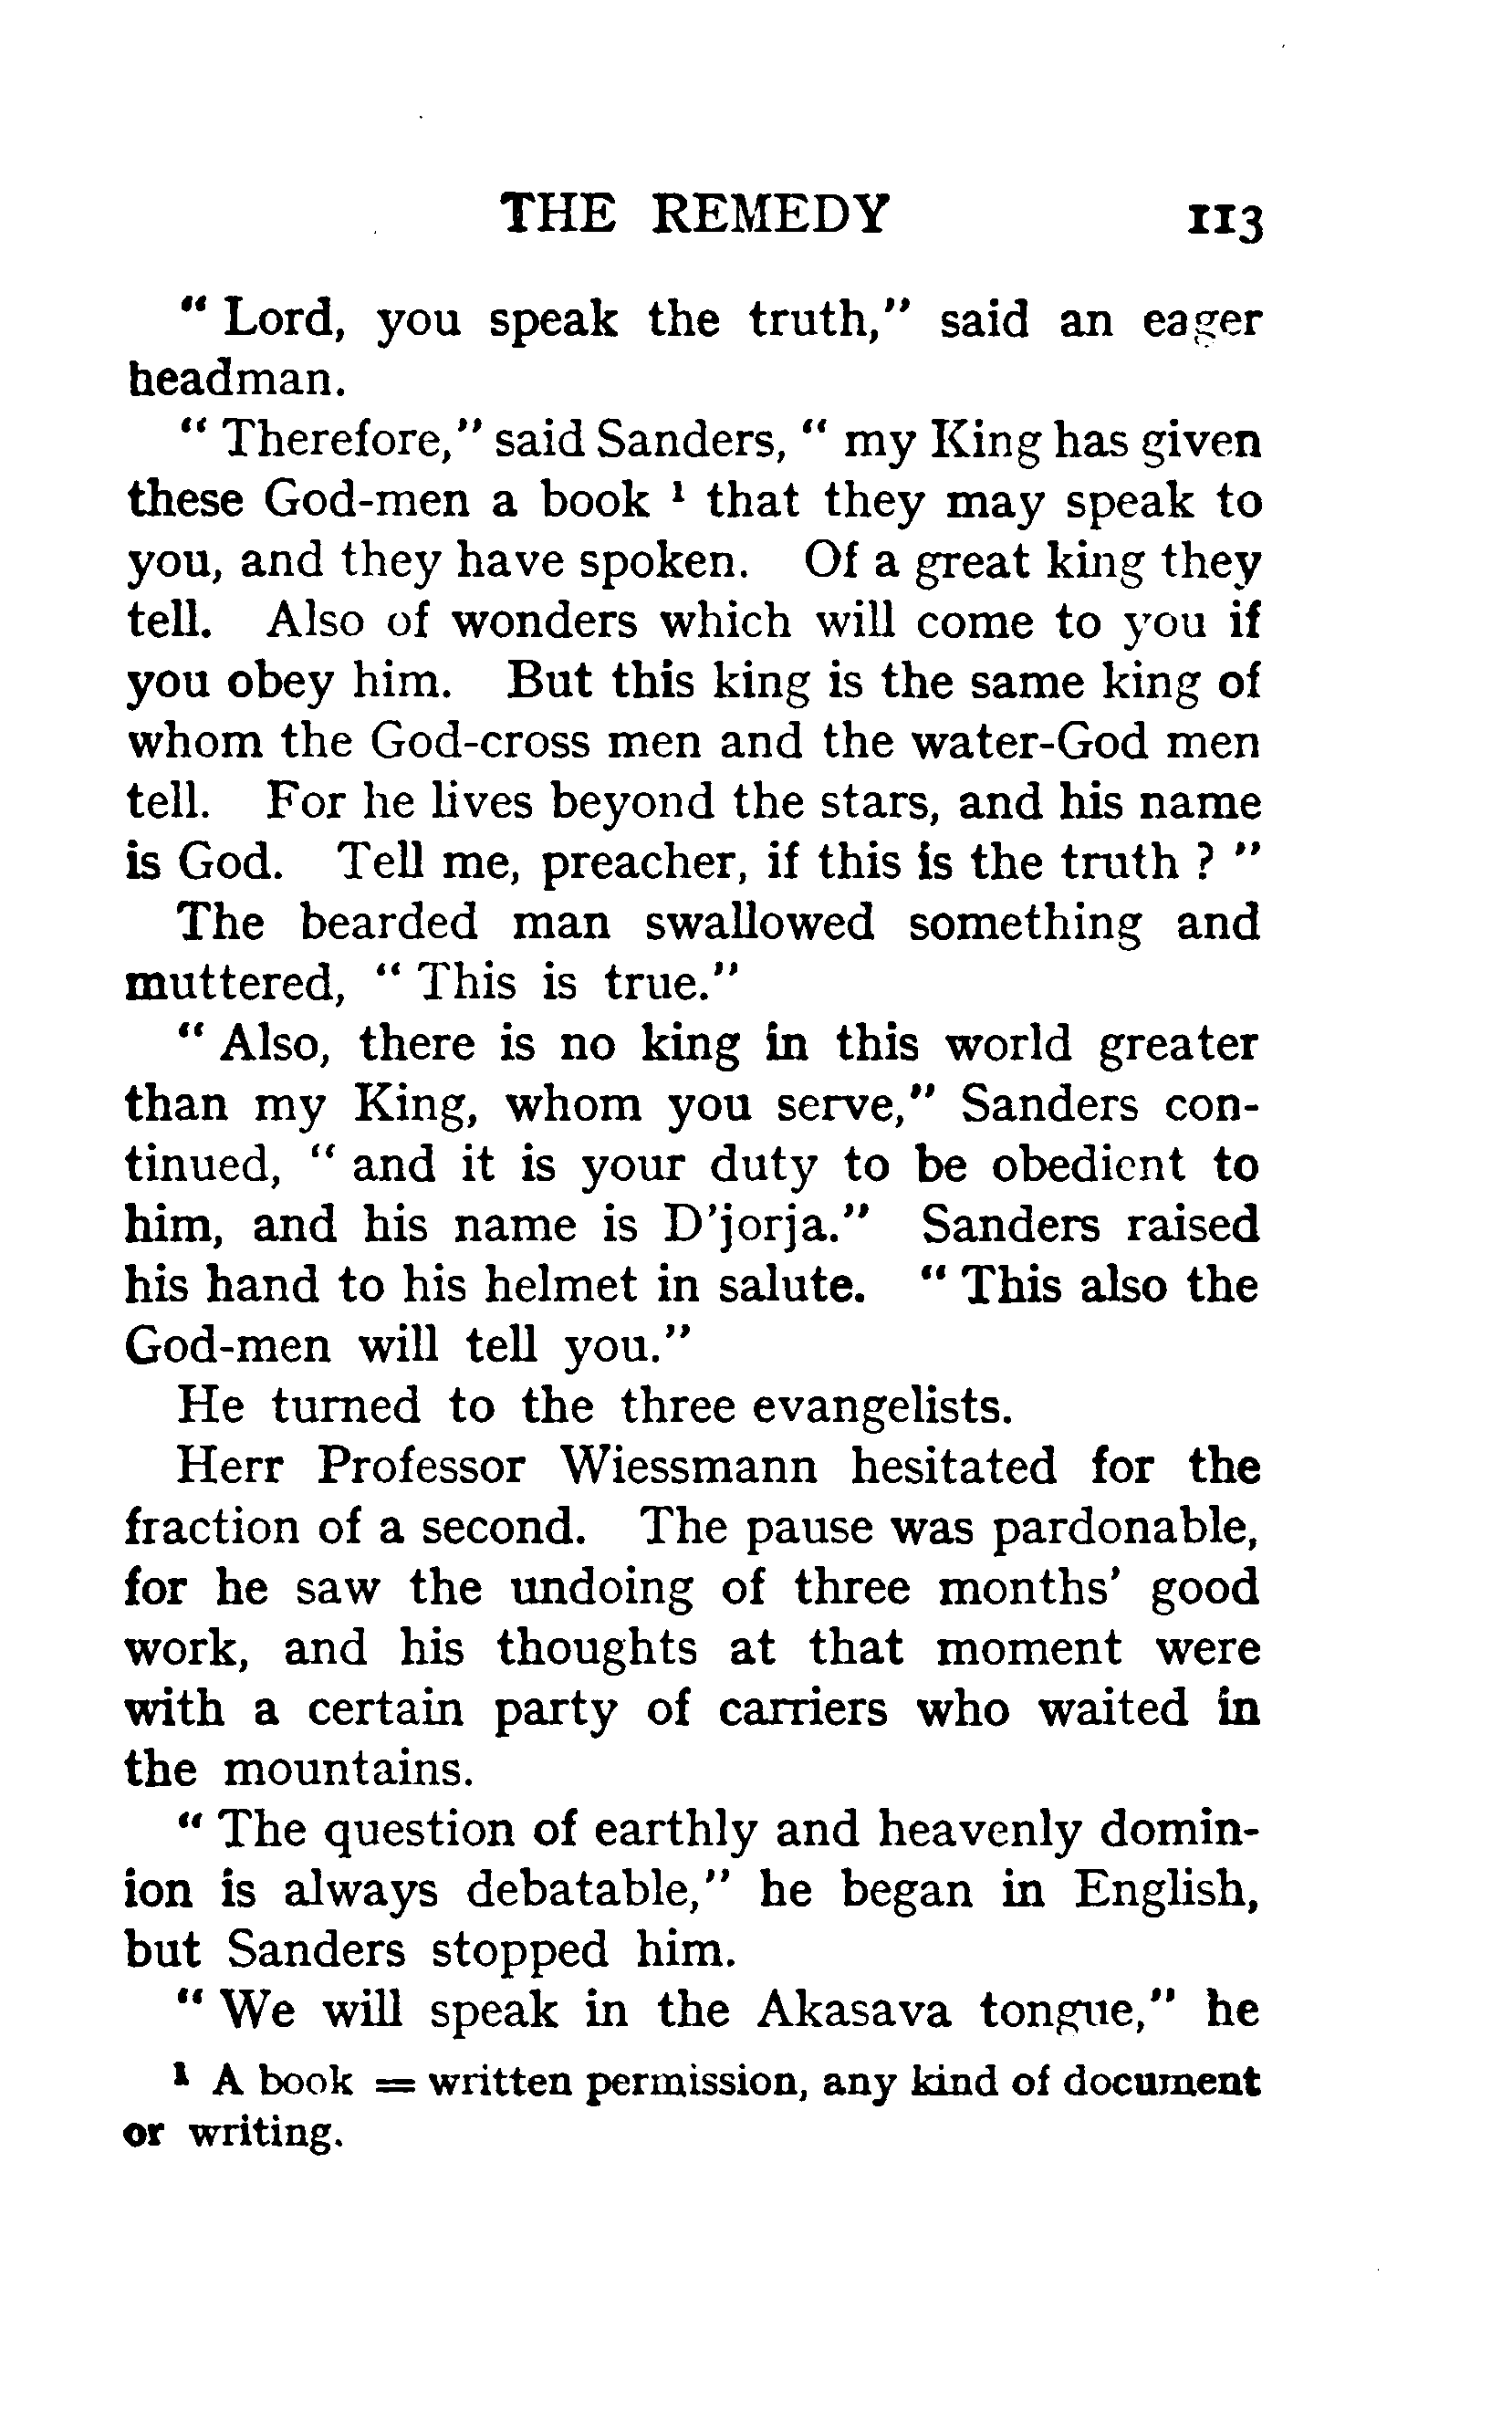 THE REMEDY 113
" Lord, you speak the truth," said an eager
headman.
" Therefore," said Sanders, " my King has given
these God-men a book ¹ that they may speak to
you, and they have spoken. Of a great king they
tell. Also of wonders which will come to you if
you obey him. But this king is the same king of
whom the God-cross men and the water-God men
tell. For he lives beyond the stars, and his name
is God. Tell me, preacher, if this is the truth ? "
The bearded man swallowed something and
muttered, " This is true."
" Also, there is no king in this world greater
than my King, whom you serve," Sanders con-
tinued, " and it is your duty to be obedient to
him, and his name is D'jorja." Sanders raised
his hand to his helmet in salute. " This also the
God-men will tell you."
He turned to the three evangelists.
Herr Professor Wiessmann hesitated for the
fraction of a second. The pause was pardonable,
for he saw the undoing of three months' good
work, and his thoughts at that moment were
with a certain party of carriers who waited in
the mountains.
" The question of earthly and heavenly domin-
ion is always debatable," he began in English,
but Sanders stopped him.
" We will speak in the Akasava tongue," he
¹ A book = written permission, any kind of document
or writing.